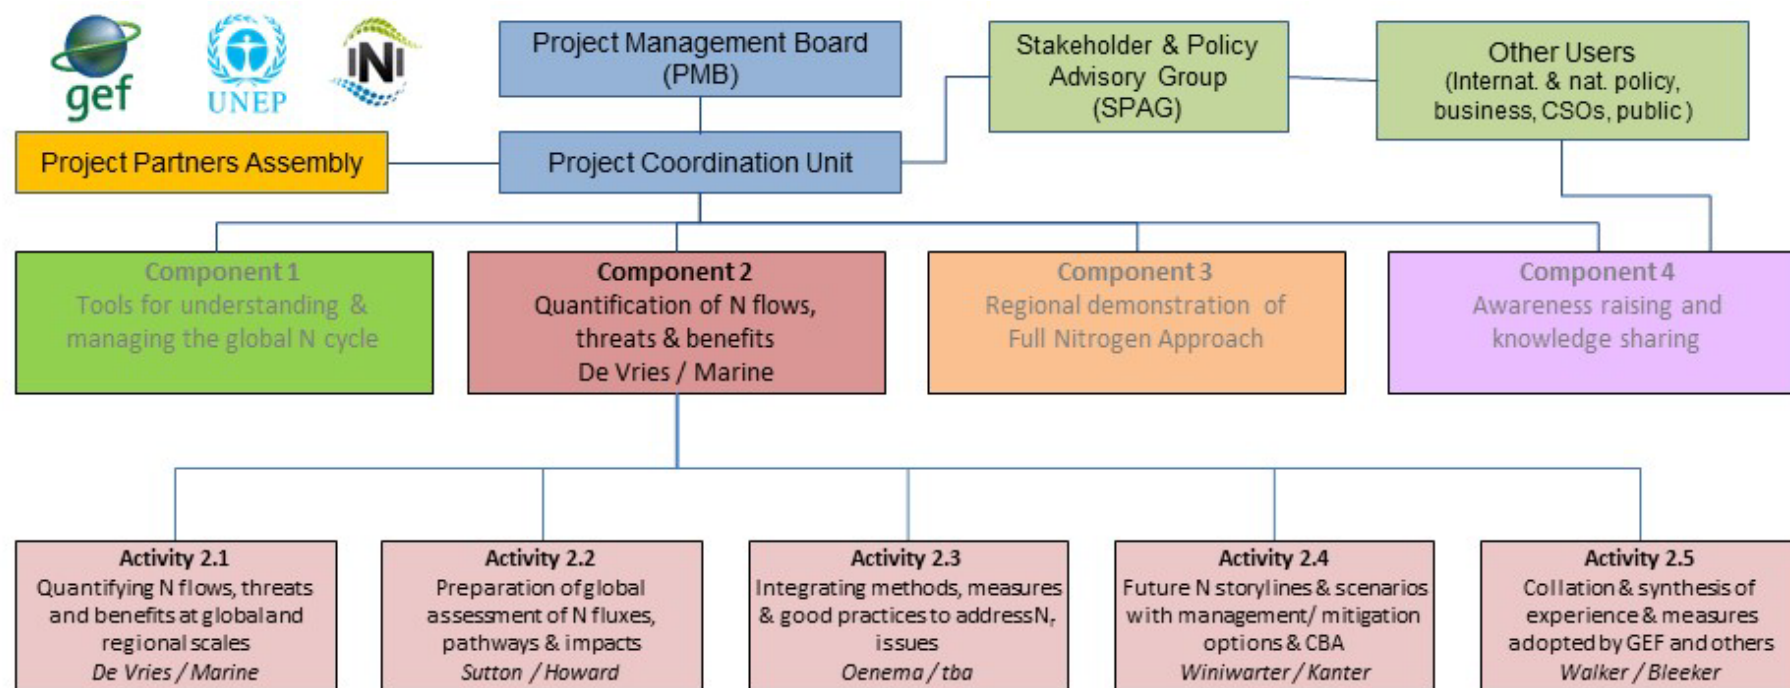 gef
UNEP
iNi
Project Management Board
(PMB)
Stakeholder & Policy
Advisory Group
(SPAG)
Other Users
(Internat. & nat. policy,
business, CSOs, public)
Project Partners Assembly
Project Coordination Unit
Component 1
Tools for understanding &
managing the global N cycle
Component 2
Quantification of N flows,
threats & benefits
De Vries / Marine
Component 3
Regional demonstration of
Full Nitrogen Approach
Component 4
Awareness raising and
knowledge sharing
Activity 2.1
Quantifying N flows, threats
and benefits at global and
regional scales
De Vries / Marine
Activity 2.2
Preparation of global
assessment of N fluxes,
pathways & impacts
Sutton / Howard
Activity 2.3
Integrating methods, measures
& good practices to address Nr
issues
Oenema / tba
Activity 2.4
Future N storylines & scenarios
with management/ mitigation
options & CBA
Winiwarter / Kanter
Activity 2.5
Collation & synthesis of
experience & measures
adopted by GEF and others
Walker / Bleeker